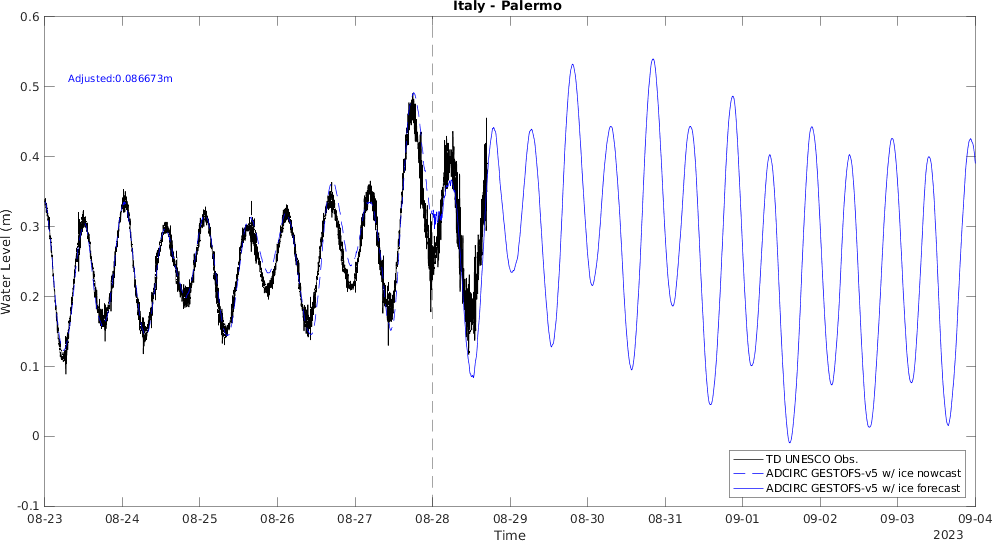 Italy - Palermo
Adjusted:0.086673m
Water Level (m)
0.6
0.5
0.4
0.3
0.2
0.1
0
-0.1
TD UNESCO Obs.
ADCIRC GESTOFS-v5 w/ ice nowcast
ADCIRC GESTOFS-v5 w/ ice forecast
08-23 08-24 08-25 08-26 08-27 08-28 08-29 08-30 08-31 09-01 09-02 09-03 09-04
Time
2023